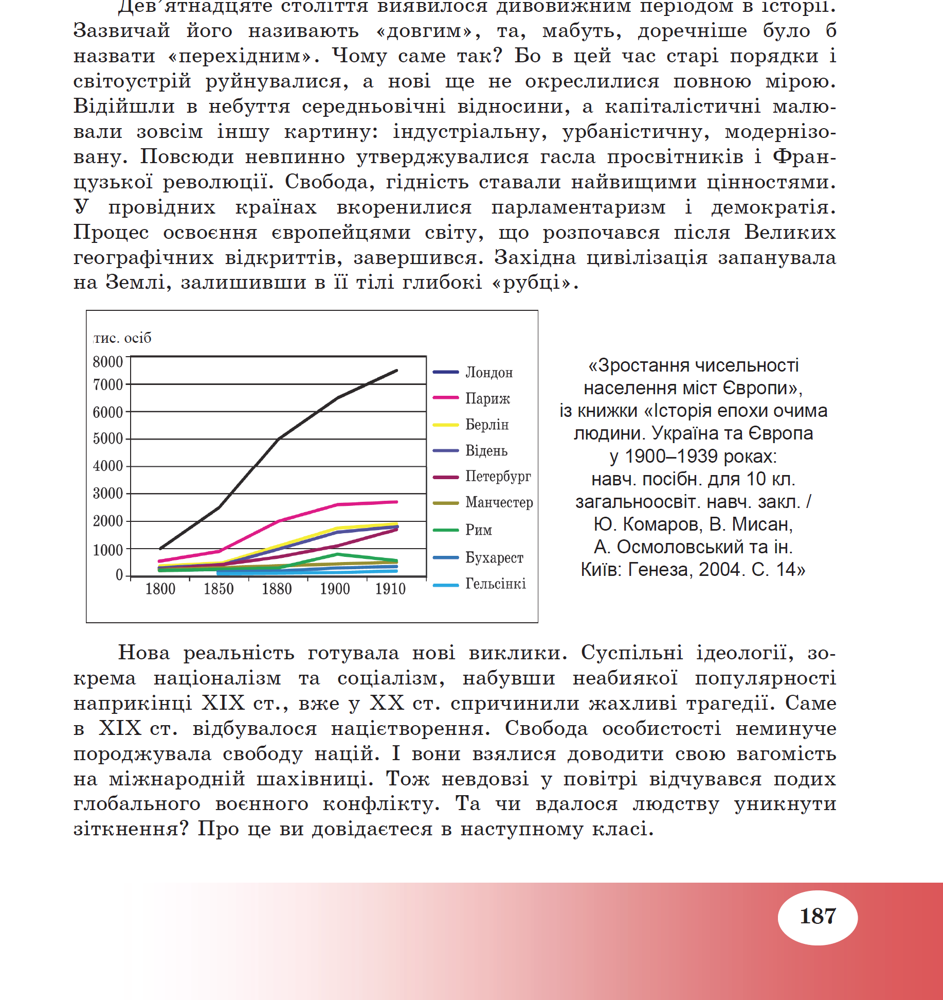 Дев’ятнадцяте століття виявилося дивовижним періодом в історії.
Зазвичай його називають «довгим», та, мабуть, доречніше було б
назвати «перехідним». Чому саме так? Бо в цей час старі порядки і
світоустрій руйнувалися, а нові ще не окреслилися повною мірою.
Відійшли в небуття середньовічні відносини, а капіталістичні малю-
вали зовсім іншу картину: індустріальну, урбаністичну, модернізо-
вану. Повсюди невпинно утверджувалися гасла просвітників і Фран-
цузької революції. Свобода, гідність ставали найвищими цінностями.
У провідних країнах вкоренилися парламентаризм і демократія.
Процес освоєння європейцями світу, що розпочався після Великих
географічних відкриттів, завершився. Західна цивілізація запанувала
на Землі, залишивши в її тілі глибокі «рубці».
тис. осіб
8000
7000
6000
5000
4000
3000
2000
1000
0
1800 1850 1880 1900 1910
Лондон
Париж
Берлін
Відень
Петербург
Манчестер
Рим
Бухарест
Гельсінкі
«Зростання чисельності
населення міст Європи»,
із книжки «Історія епохи очима
людини. Україна та Європа
у 1900–1939 роках:
навч. посібн. для 10 кл.
загальноосвіт. навч. закл. /
Ю. Комаров, В. Мисан,
А. Осмоловський та ін.
Київ: Генеза, 2004. С. 14»
Нова реальність готувала нові виклики. Суспільні ідеології, зо-
крема націоналізм та соціалізм, набувши неабиякої популярності
наприкінці XIX ст., вже у XX ст. спричинили жахливі трагедії. Саме
в XIX ст. відбувалося націєтворення. Свобода особистості неминуче
породжувала свободу націй. І вони взялися доводити свою вагомість
на міжнародній шахівниці. Тож невдовзі у повітрі відчувався подих
глобального воєнного конфлікту. Та чи вдалося людству уникнути
зіткнення? Про це ви довідаєтеся в наступному класі.
187